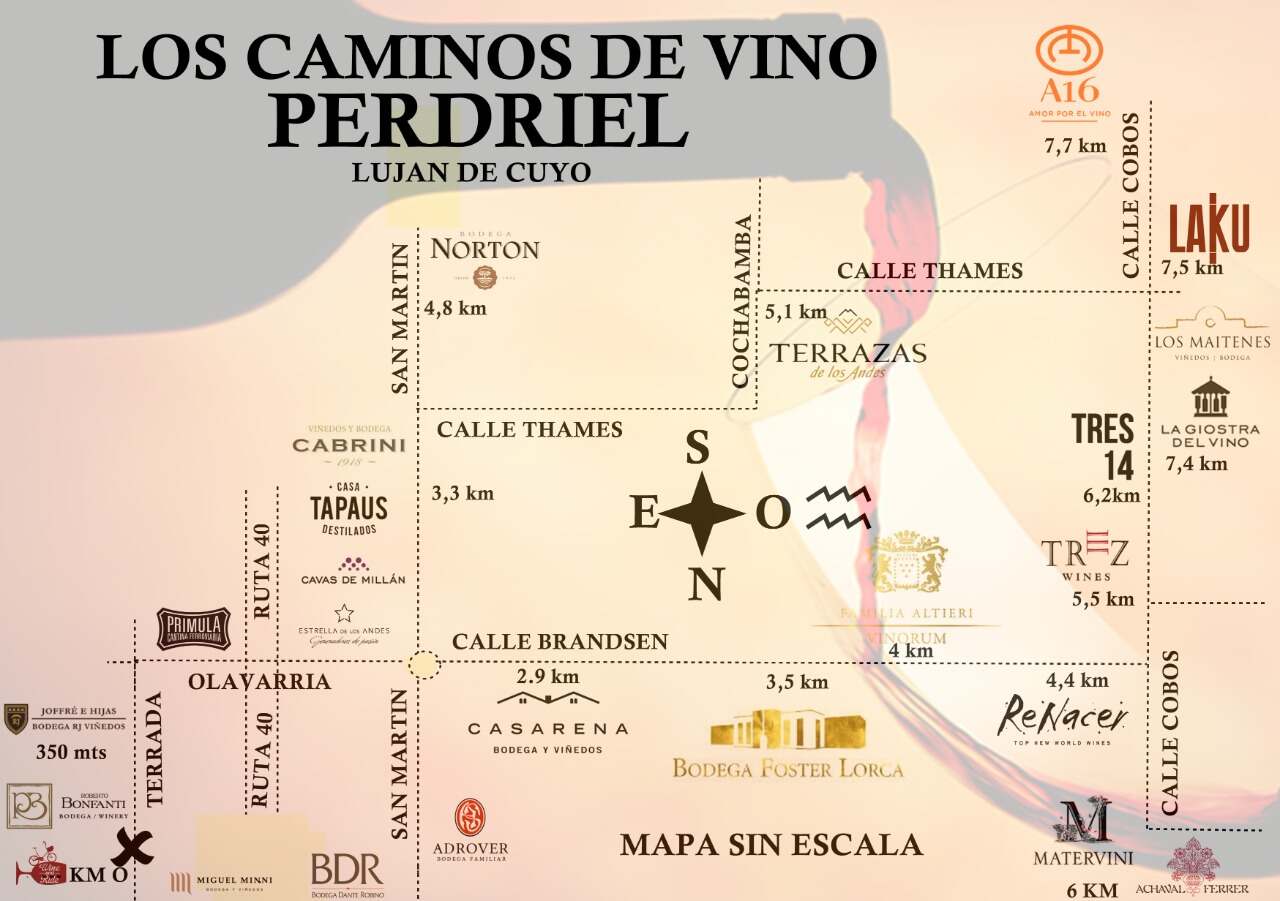 LOS CAMINOS DE VINO
PERDRIEL
LUJAN DE CUYO
A16
AMOR POR EL VINO
7,7 km
CALLE COBOS
LAKU
7,5 km
SAN MARTIN
BODEGA
NORTON
4,8 km
COCHABAMBA
CALLE THAMES
5,1 km
TERRAZAS
de los Andes
LOS MAITENES
VIÑEDOS | BODEGA
LA GIOSTRA
DEL VINO
7,4 km
TRES
14
6,2km
VIÑEDOS Y BODEGA
CABRINI
1918
CALLE THAMES
3,3 km
S
E
O
N
CASA
TAPAUS
DESTILADOS
CAVAS DE MILLÁN
ESTRELLA DE LOS ANDES
Generadores de pasión
RUTA 40
PRIMULA
CANTINA FERROVIARIA
TREZ
WINES
5,5 km
FAMILIA ALTIERI
VINORUM
4 km
CALLE BRANDSEN
OLAVARRIA
2.9 km
CASARENA
BODEGA Y VIÑEDOS
3,5 km
BODEGA FOSTER LORCA
4,4 km
ReNacer
TOP NEW WORLD WINES
CALLE COBOS
JOFFRÉ E HIJAS
BODEGA RJ VIÑEDOS
350 mts
TERRADA
RUTA 40
SAN MARTIN
RB
ROBERTO
BONFANTI
BODEGA / WINERY
KM O
MIGUEL MINNI
BODEGA Y VIÑEDOS
BDR
BODEGA DANTE ROBINO
ADROVER
BODEGA FAMILIAR
MAPA SIN ESCALA
M
MATERVINI
6 KM
ACHAVAL FERRER